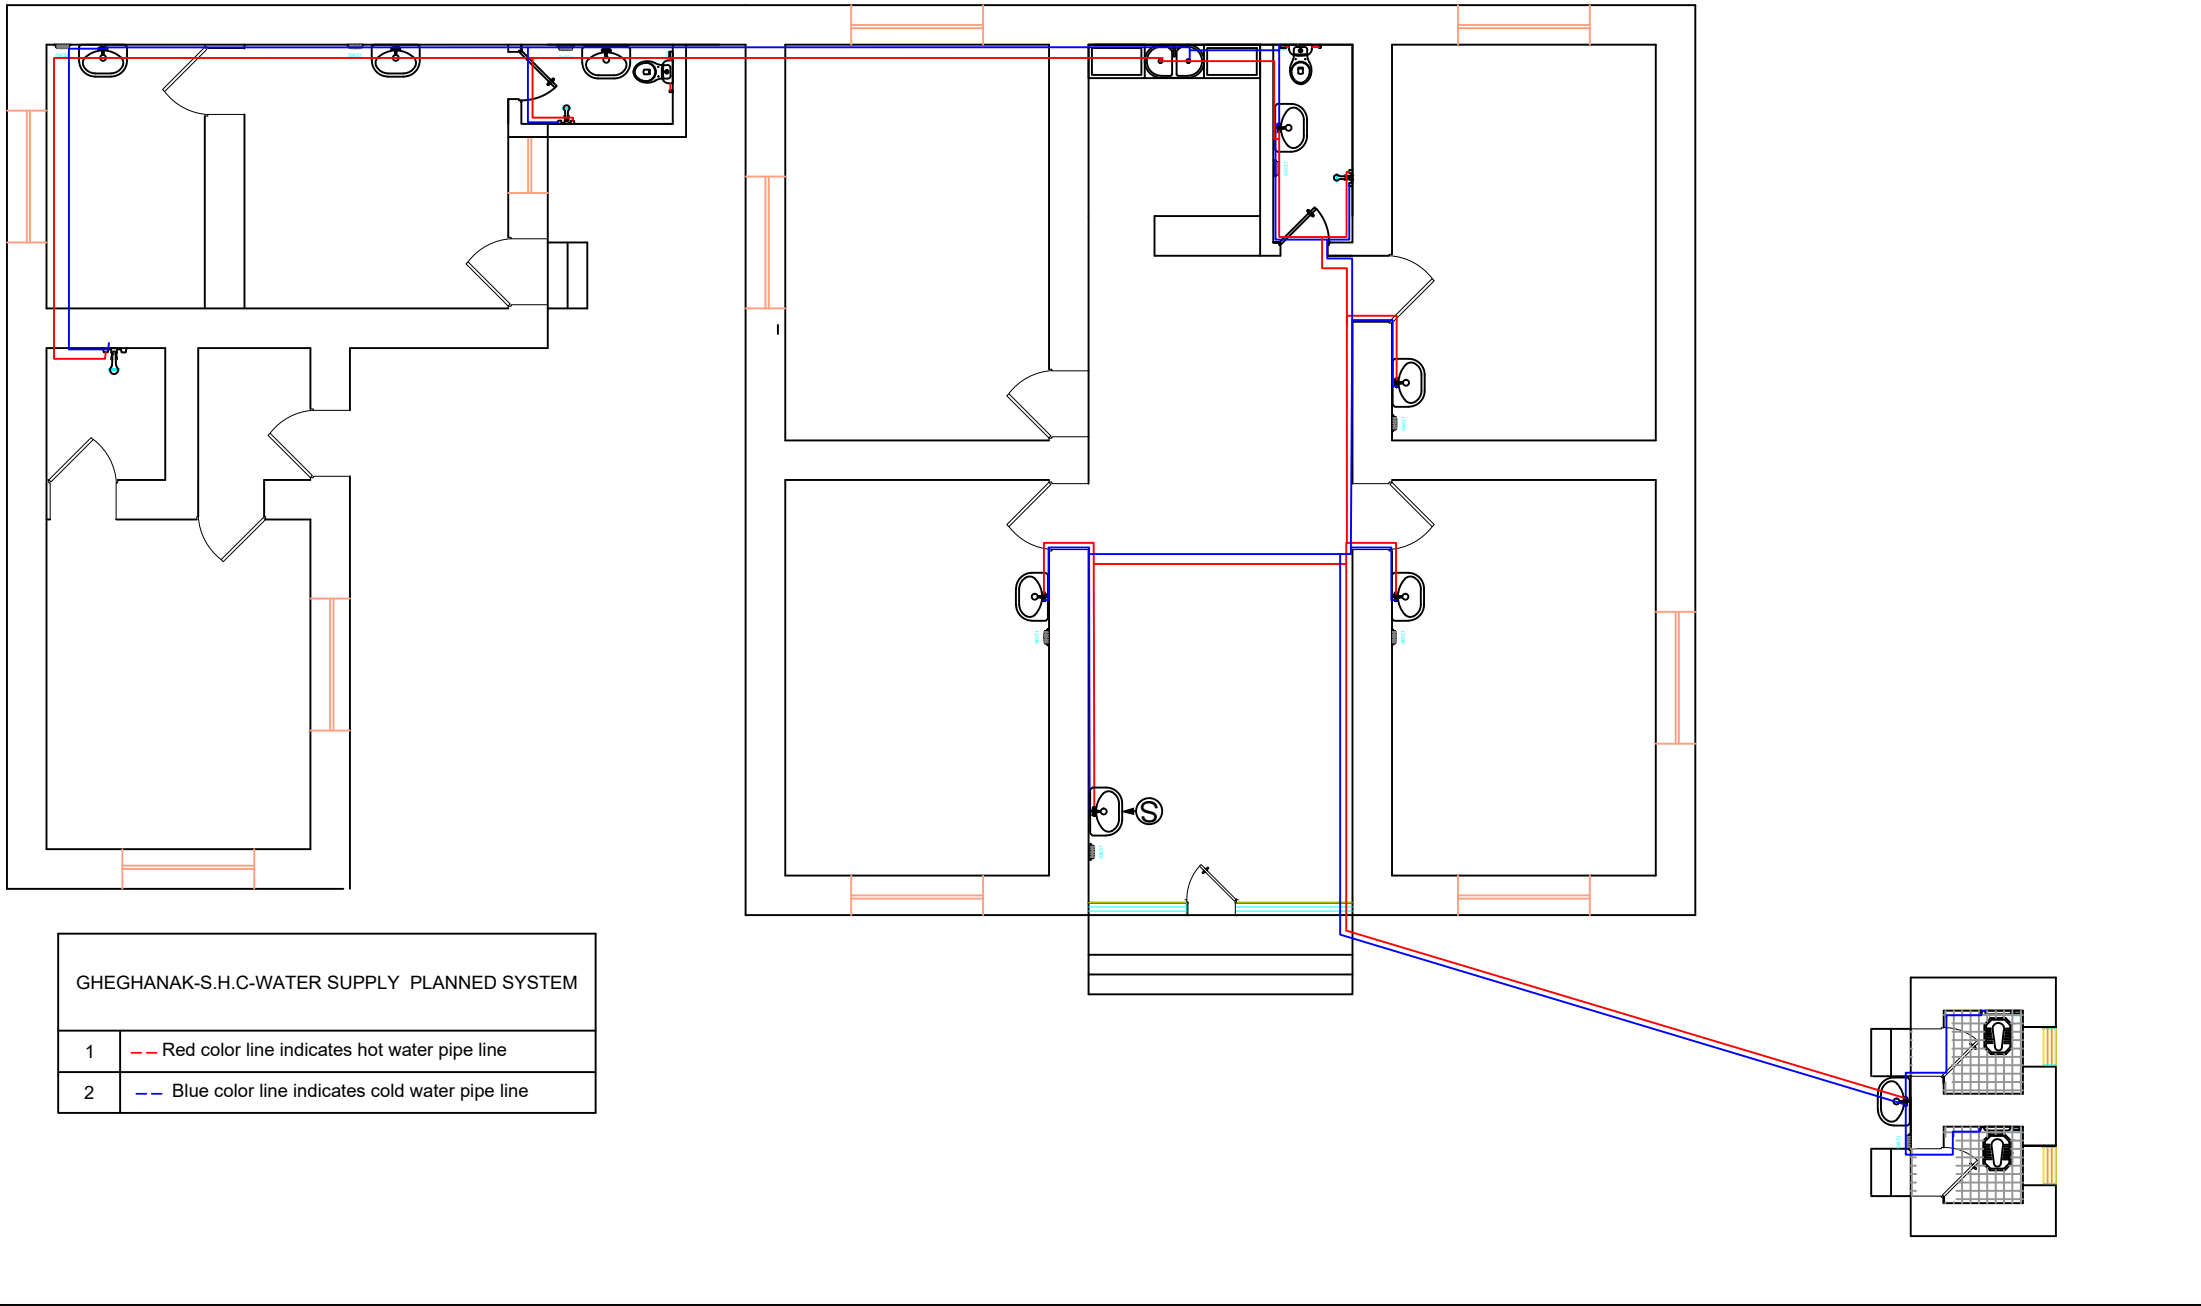 S
GHEGHANAK-S.H.C-WATER SUPPLY PLANNED SYSTEM
1 Red color line indicates hot water pipe line
2 Blue color line indicates cold water pipe line